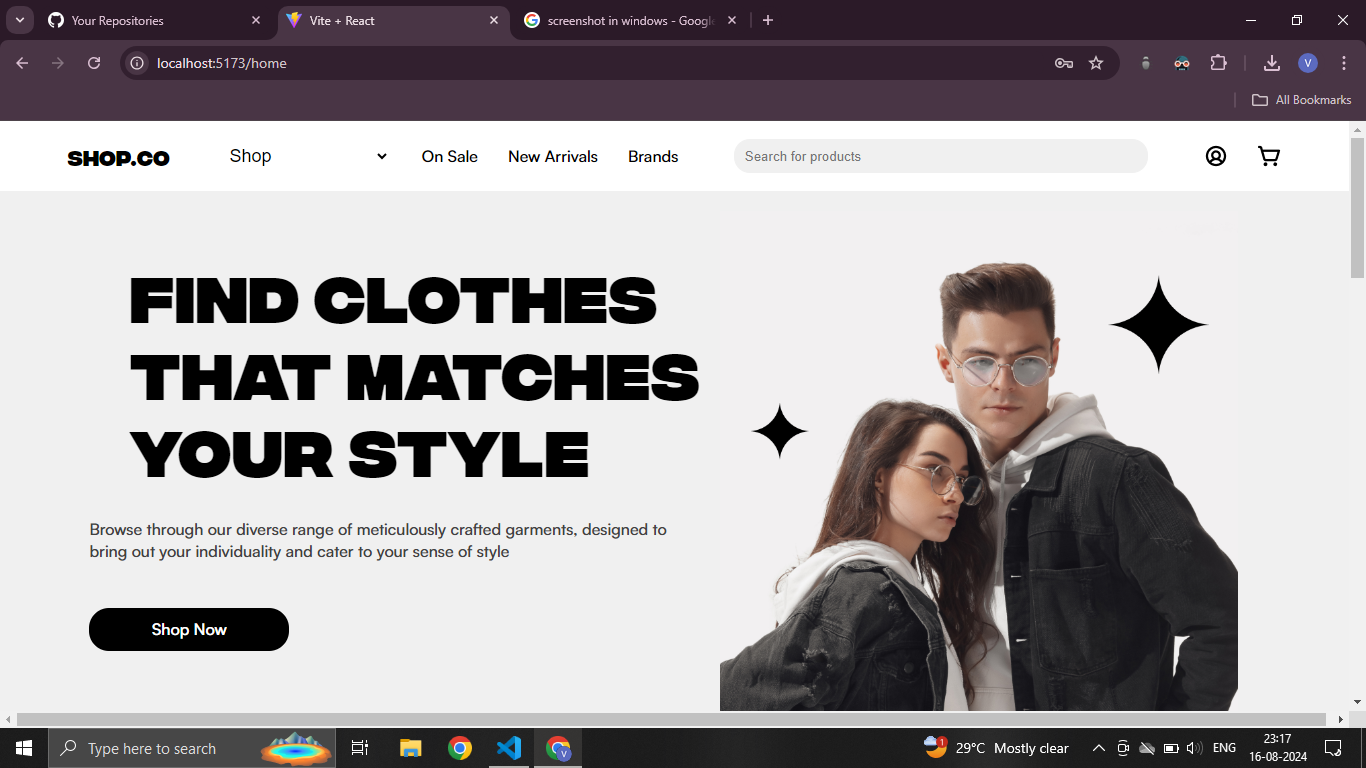 Your Repositories
Vite + React
screenshot in windows - Google
localhost:5173/home
V
All Bookmarks
SHOP.CO
Shop
On Sale
New Arrivals
Brands
Search for products
FIND CLOTHES
THAT MATCHES
YOUR STYLE
Browse through our diverse range of meticulously crafted garments, designed to
bring out your individuality and cater to your sense of style
Shop Now
Type here to search
V
1
29°C Mostly clear
ENG
23:17
16-08-2024